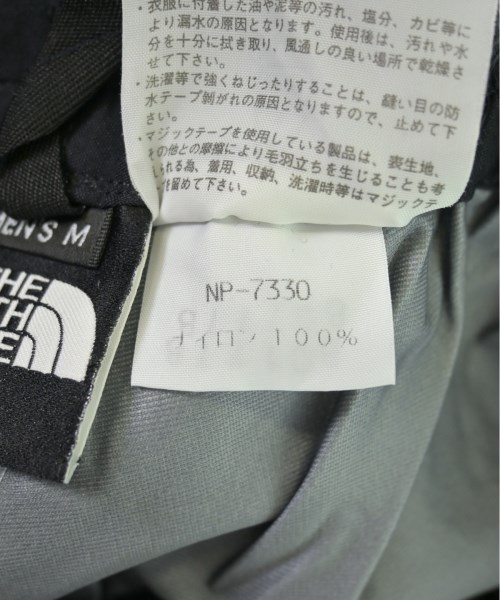 ・衣服に付着した油や泥等の汚れ、塩分、カビ等に
より漏水の原因となります。使用後は、汚れや水
分を十分に拭き取り、風通しの良い場所で乾燥さ
せて下さい。
・洗濯等で強くねじったりすることは、縫い目の防
水テープ剝がれの原因となりますので、止めて下
さい。
・マジックテープを使用している製品は、表生地、
その他との摩擦により毛羽立ちを生じることも考
られる為、着用、収納、洗濯時等はマジックテ
を留めて下さい。
MEN'S M
THE
NORTH
FACE
NP-7330
ナイロン 100%